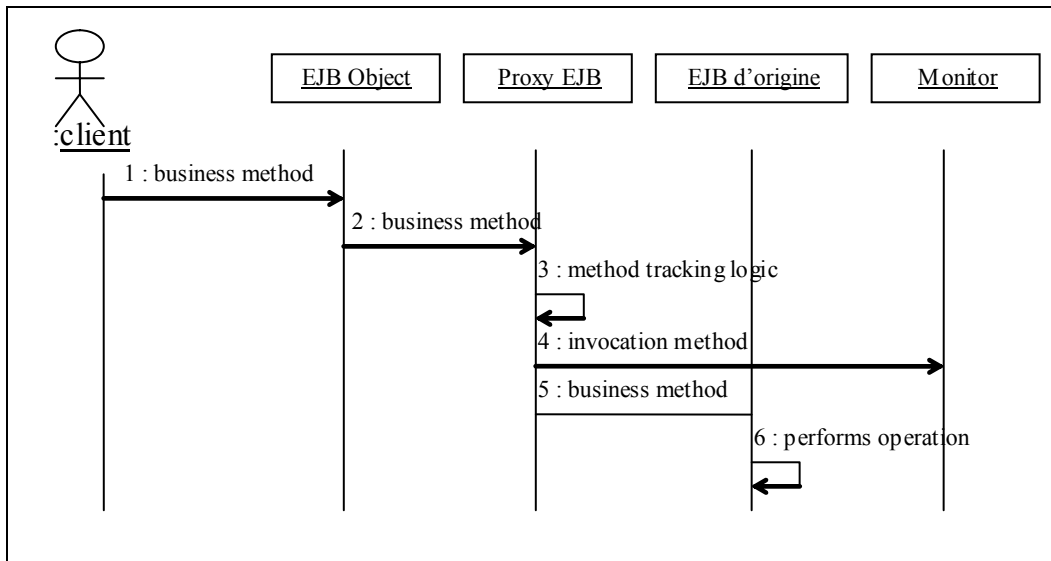 EJB Object
Proxy EJB
EJB d'origine
Monitor
:client
1 : business method
2 : business method
3 : method tracking logic
4 : invocation method
5 : business method
6 : performs operation